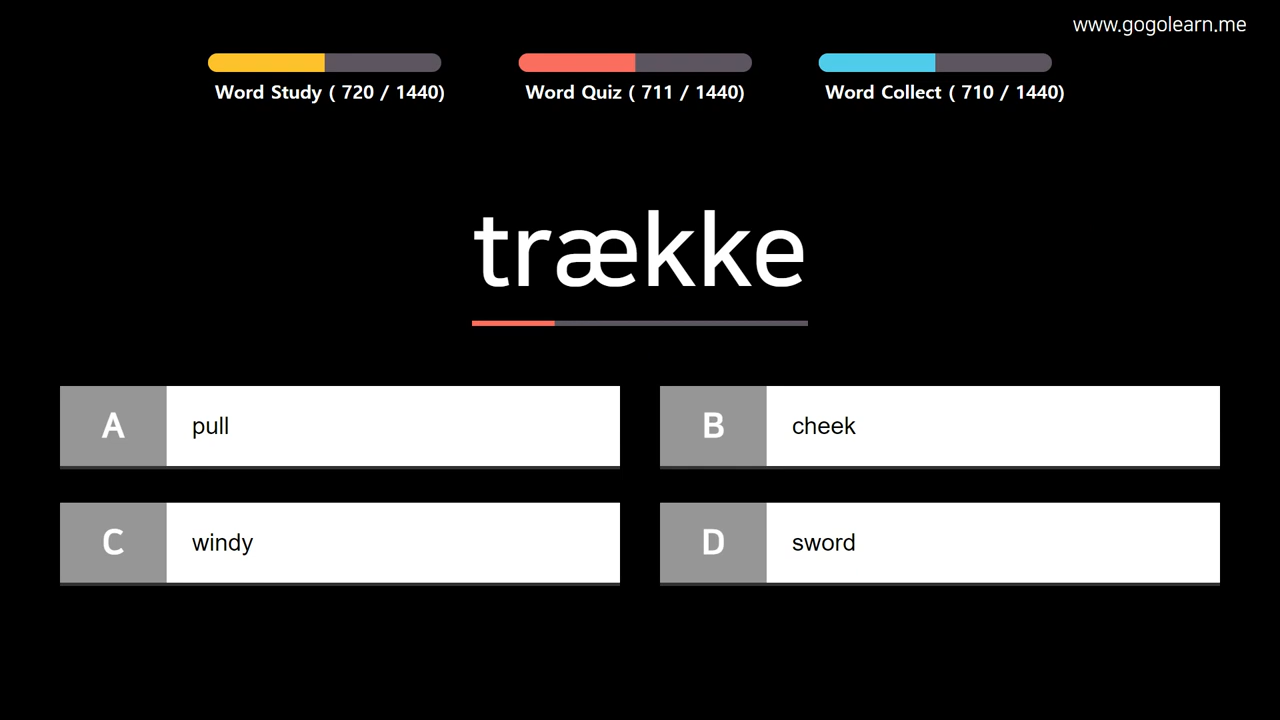 www.gogolearn.me
Word Study ( 720 / 1440)
Word Quiz ( 711 / 1440)
Word Collect ( 710 / 1440)
trække
A pull
B cheek
C windy
D sword